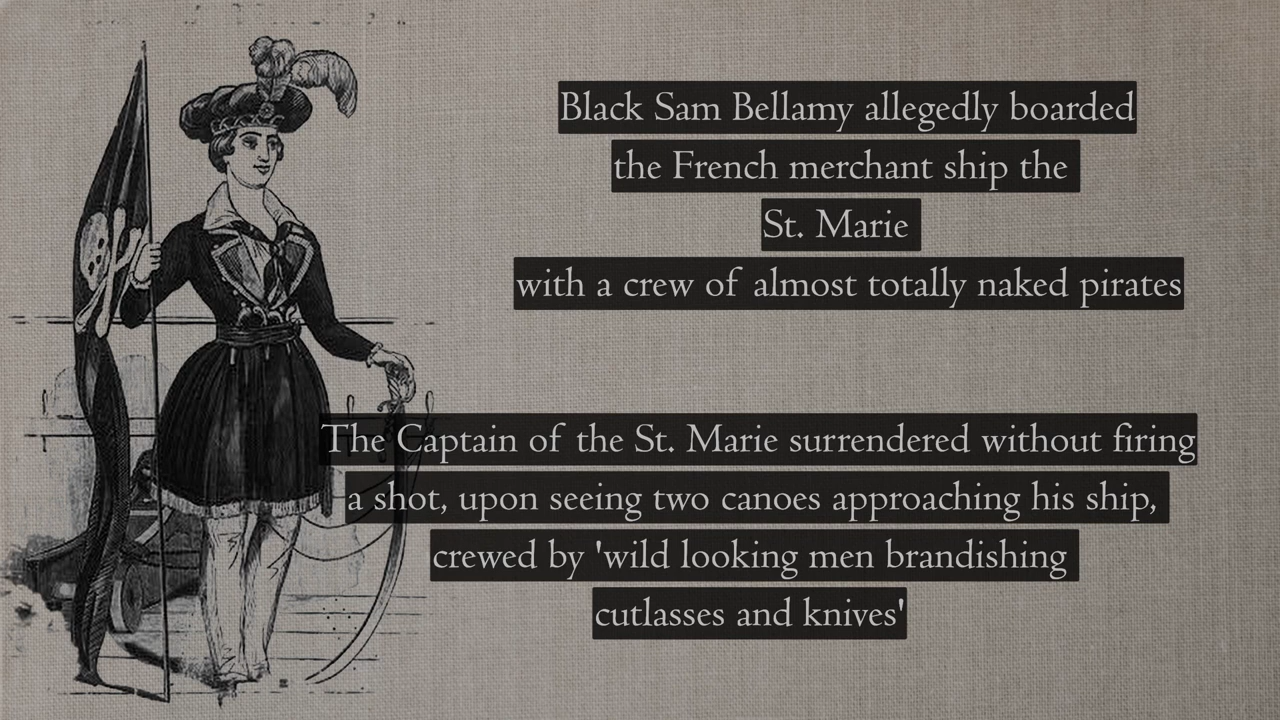 Black Sam Bellamy allegedly boarded
the French merchant ship the
St. Marie
with a crew of almost totally naked pirates
The Captain of the St. Marie surrendered without firing
a shot, upon seeing two canoes approaching his ship,
crewed by 'wild looking men brandishing
cutlasses and knives'